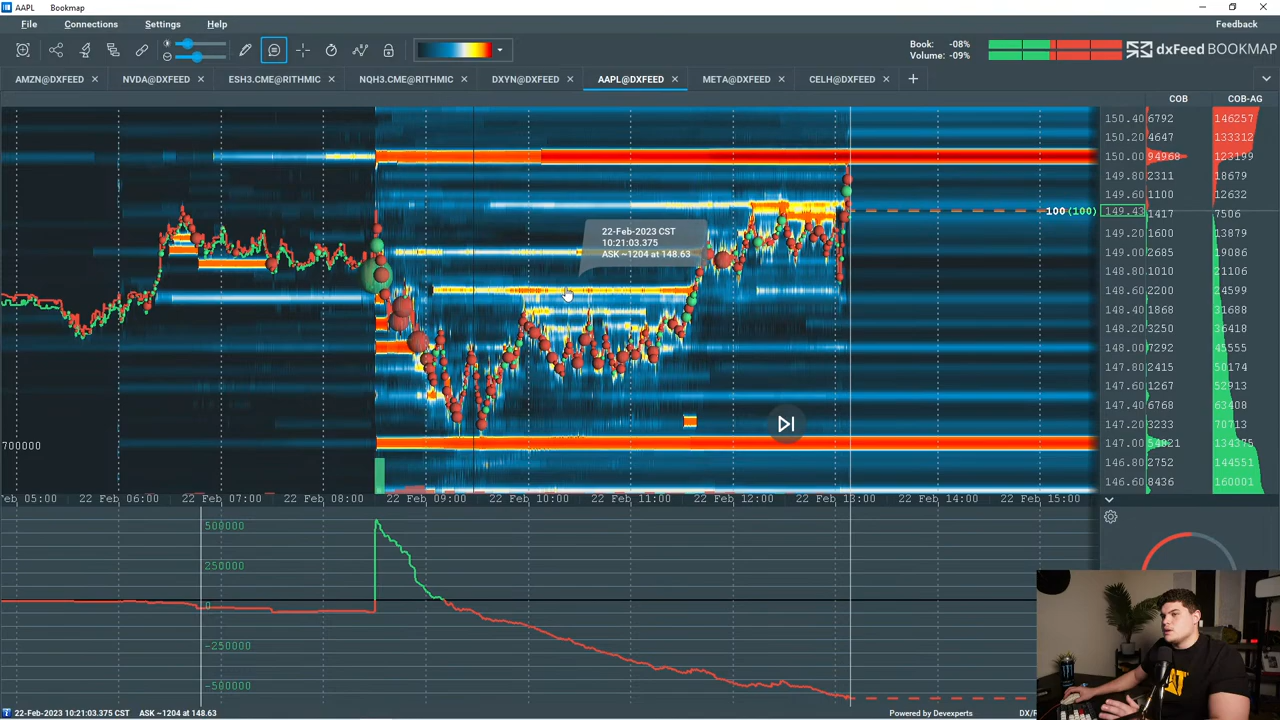 AAPL Bookmap
File Connections Settings Help Feedback
Book: -08%
Volume: -09%
dxFeed BOOKMAP
AMZN@DXFEED NVDA@DXFEED ESH3.CME@RITHMIC NQH3.CME@RITHMIC DXYN@DXFEED AAPL@DXFEED META@DXFEED CELH@DXFEED
COB COB-AG
150.40 6792 146257
150.20 4647 133312
150.00 94968 123199
149.80 2311 18679
149.60 1100 12632
100 (100) 149.43 1417 7506
149.20 1600 13879
149.00 1286 19086
148.80 1010 21106
148.60 2200 24599
148.40 1868 31688
148.20 3250 36418
148.00 7292 45555
147.80 2415 50174
147.60 1267 52913
147.40 6768 63408
147.20 3233 70713
147.00 54821 134375
146.80 2752 144551
146.60 8436 160001
22-Feb-2023 CST
10:21:03.375
ASK ~1204 at 148.63
700000
eb 05:00 22 Feb 06:00 22 Feb 07:00 22 Feb 08:00 22 Feb 09:00 22 Feb 10:00 22 Feb 11:00 22 Feb 12:00 22 Feb 13:00 22 Feb 14:00 22 Feb 15:00
500000
250000
0
-250000
-500000
22-Feb-2023 10:21:03.375 CST ASK ~1204 at 148.63 Powered by Devexperts DX/F